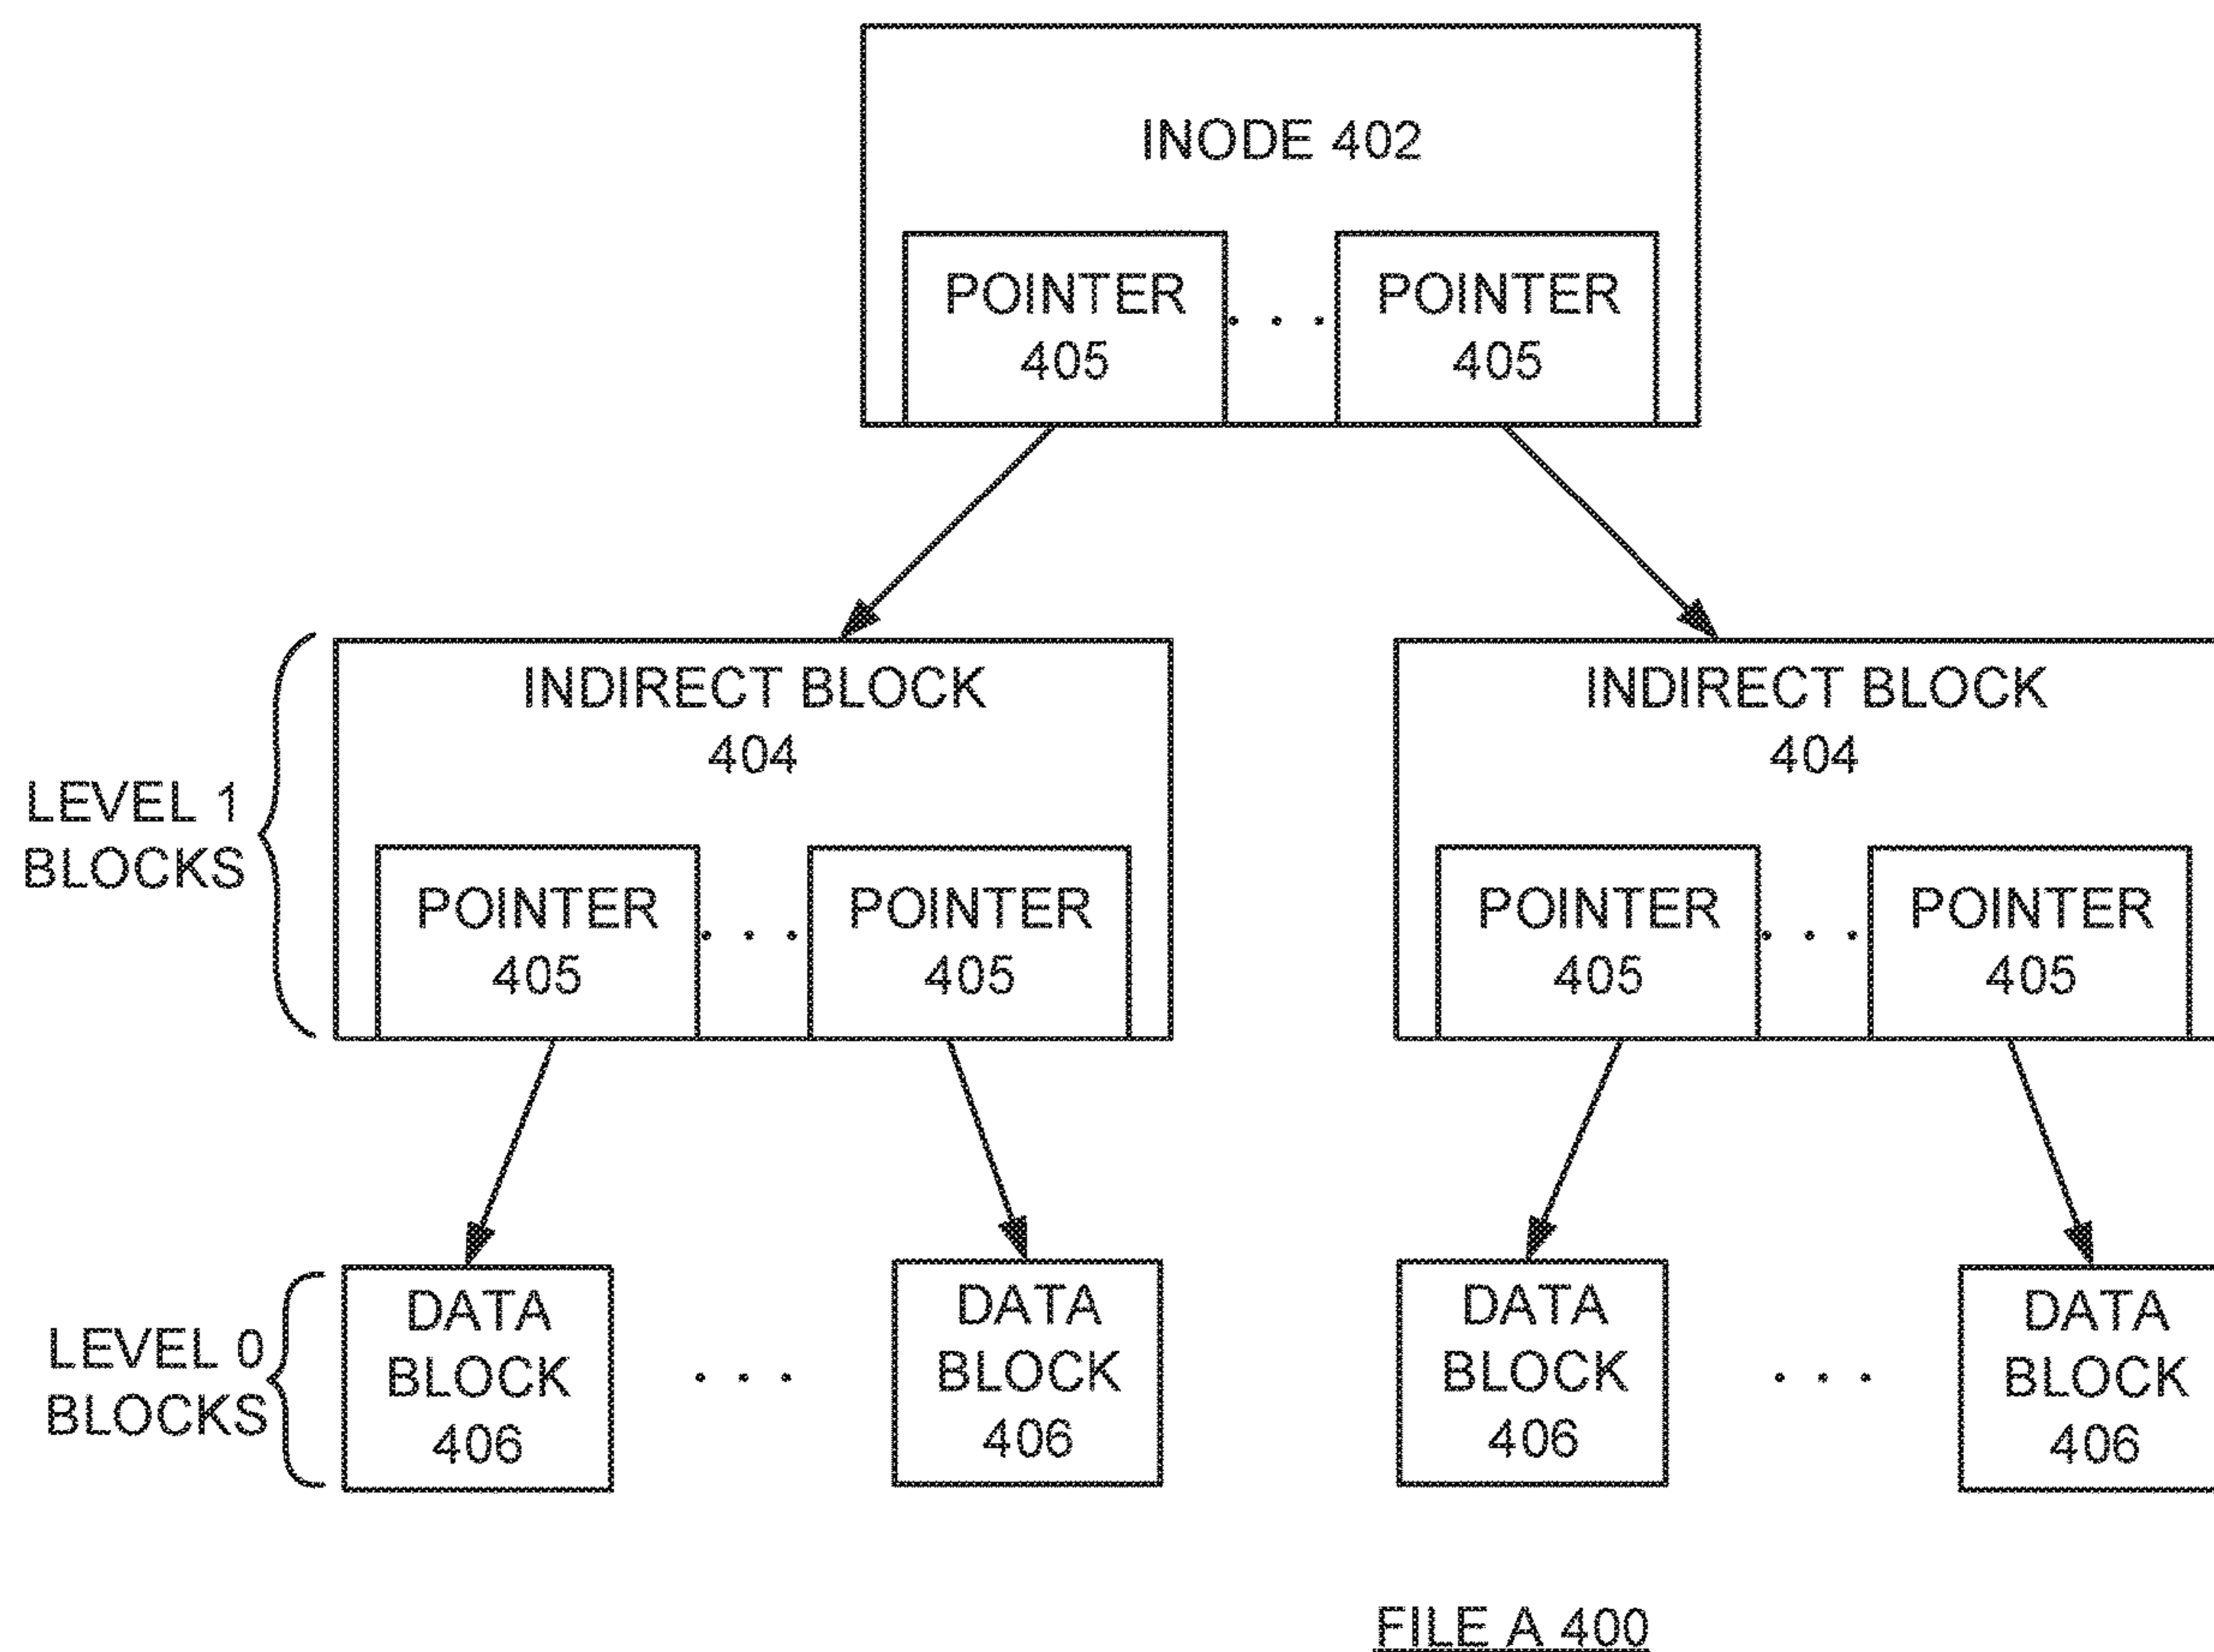 INODE 402
POINTER
405
. . .
POINTER
405
LEVEL 1
BLOCKS
INDIRECT BLOCK
404
POINTER
405
. . .
POINTER
405
INDIRECT BLOCK
404
POINTER
405
. . .
POINTER
405
LEVEL 0
BLOCKS
DATA
BLOCK
406
. . .
DATA
BLOCK
406
DATA
BLOCK
406
. . .
DATA
BLOCK
406
FILE A 400